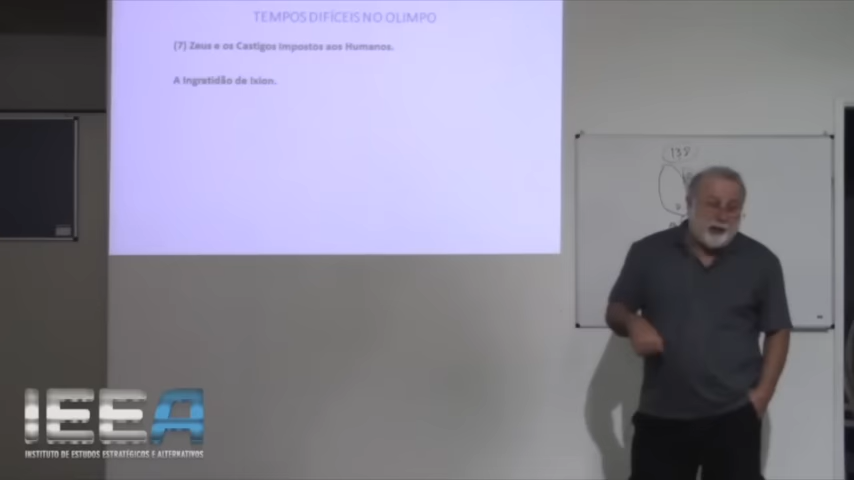 TEMPOS DIFÍCEIS NO OLIMPO
(7) Zeus e os Castigos Impostos aos Humanos.
A Ingratidão de Ixion.
IEEA
INSTITUTO DE ESTUDOS ESTRATÉGICOS E ALTERNATIVOS